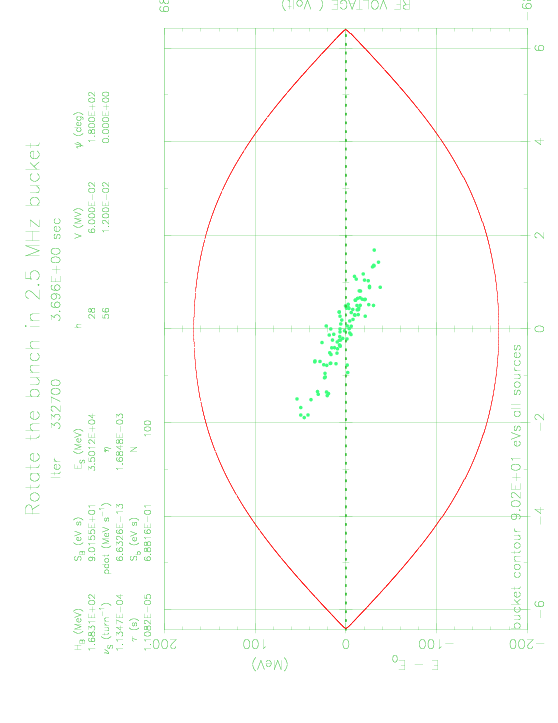 Rotate the bunch in 2.5 MHz bucket
Iter 332700 3.696E+00 sec
H_B (MeV) S_B (eV s) E_S (MeV) h V (MV) ψ (deg)
1.6831E+02 9.0155E+01 3.5012E+04 28 6.000E-02 1.800E+02
ν_S (turn⁻¹) pdot (MeV s⁻¹) η 56 1.200E-02 0.000E+00
1.1347E-04 6.6326E-13 1.6848E-03
τ (s) S_b (eV s) N
1.1082E-05 6.8816E-01 100
200
100
0
-100
-200
E - E_o (MeV)
RF VOLTAGE (Volt)
-6
-4
-2
0
2
4
6
bucket contour 9.02E+01 eVs all sources